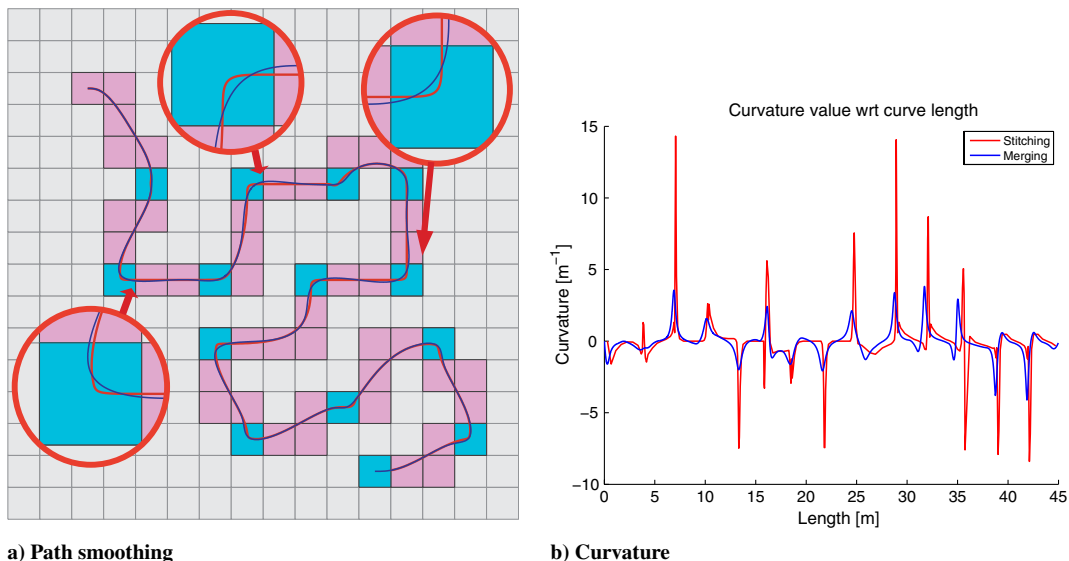 Curvature value wrt curve length
Stitching
Merging
Curvature [m⁻¹]
15
10
5
0
−5
−10
0 5 10 15 20 25 30 35 40 45
Length [m]
a) Path smoothing
b) Curvature